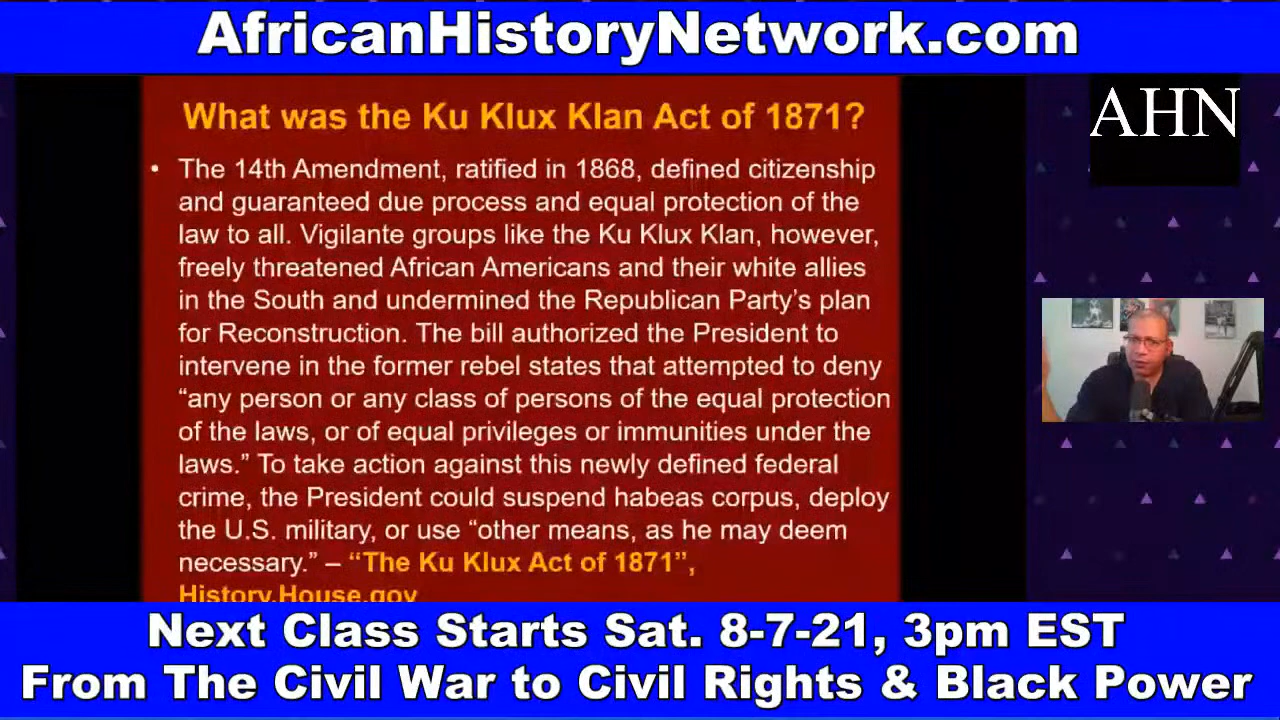 AfricanHistoryNetwork.com
AHN
What was the Ku Klux Klan Act of 1871?
• The 14th Amendment, ratified in 1868, defined citizenship
and guaranteed due process and equal protection of the
law to all. Vigilante groups like the Ku Klux Klan, however,
freely threatened African Americans and their white allies
in the South and undermined the Republican Party’s plan
for Reconstruction. The bill authorized the President to
intervene in the former rebel states that attempted to deny
“any person or any class of persons of the equal protection
of the laws, or of equal privileges or immunities under the
laws.” To take action against this newly defined federal
crime, the President could suspend habeas corpus, deploy
the U.S. military, or use “other means, as he may deem
necessary.” – “The Ku Klux Act of 1871”,
History.House.gov
Next Class Starts Sat. 8-7-21, 3pm EST
From The Civil War to Civil Rights & Black Power